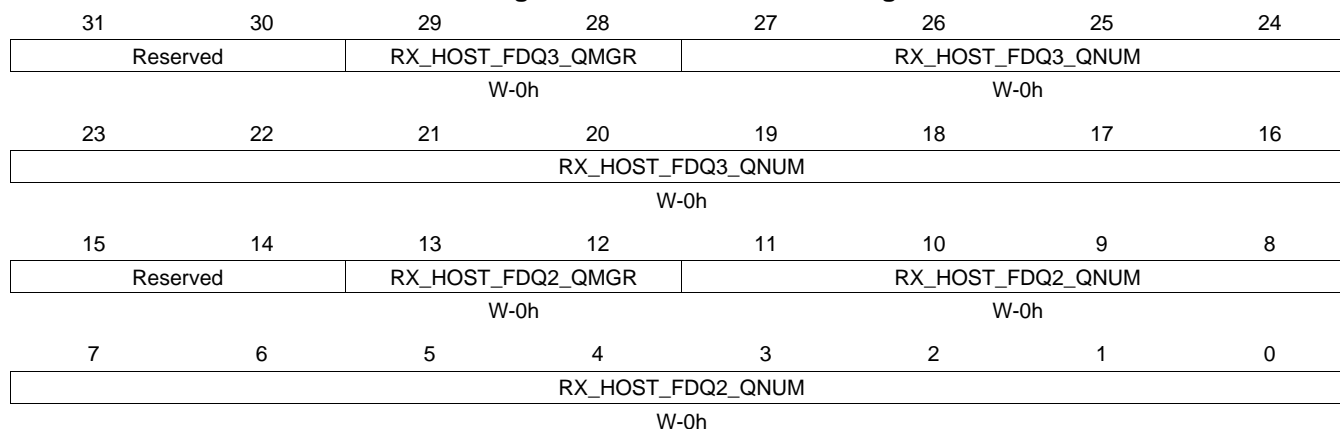 31 30 29 28 27 26 25 24
Reserved RX_HOST_FDQ3_QMGR RX_HOST_FDQ3_QNUM
W-0h W-0h
23 22 21 20 19 18 17 16
RX_HOST_FDQ3_QNUM
W-0h
15 14 13 12 11 10 9 8
Reserved RX_HOST_FDQ2_QMGR RX_HOST_FDQ2_QNUM
W-0h W-0h
7 6 5 4 3 2 1 0
RX_HOST_FDQ2_QNUM
W-0h